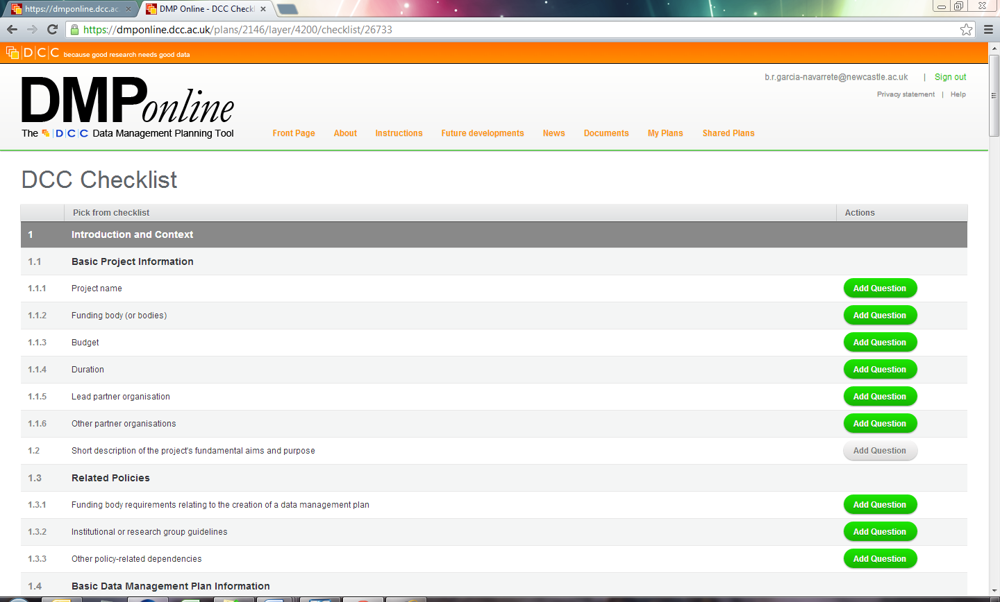 https://dmponline.dcc.ac.
DMP Online - DCC Checkl
https://dmponline.dcc.ac.uk/plans/2146/layer/4200/checklist/26733
D|C|C because good research needs good data
b.r.garcia-navarrete@newcastle.ac.uk | Sign out
Privacy statement | Help
DMPonline
The D|C|C Data Management Planning Tool
Front Page About Instructions Future developments News Documents My Plans Shared Plans
DCC Checklist
Pick from checklist Actions
1 Introduction and Context
1.1 Basic Project Information
1.1.1 Project name Add Question
1.1.2 Funding body (or bodies) Add Question
1.1.3 Budget Add Question
1.1.4 Duration Add Question
1.1.5 Lead partner organisation Add Question
1.1.6 Other partner organisations Add Question
1.2 Short description of the project's fundamental aims and purpose Add Question
1.3 Related Policies
1.3.1 Funding body requirements relating to the creation of a data management plan Add Question
1.3.2 Institutional or research group guidelines Add Question
1.3.3 Other policy-related dependencies Add Question
1.4 Basic Data Management Plan Information